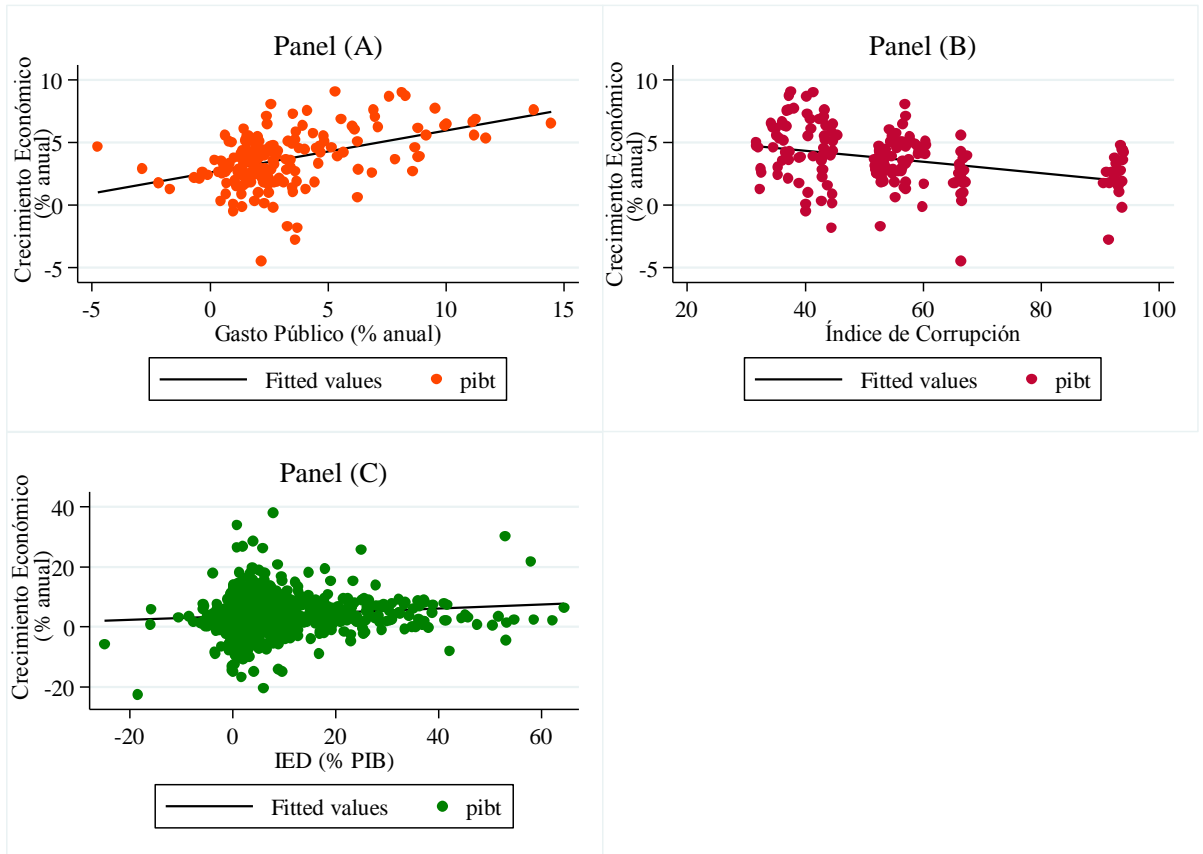 Panel (A)
Crecimiento Económico
(% anual)
10
5
0
-5
-5
0
5
10
15
Gasto Público (% anual)
Fitted values
pibt
Panel (B)
Crecimiento Económico
(% anual)
10
5
0
-5
20
40
60
80
100
Índice de Corrupción
Fitted values
pibt
Panel (C)
Crecimiento Económico
(% anual)
40
20
0
-20
-20
0
20
40
60
IED (% PIB)
Fitted values
pibt